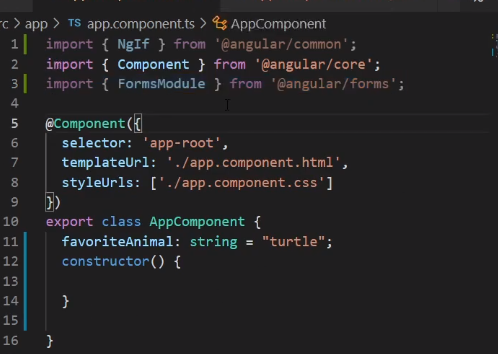 rc > app > TS app.component.ts > AppComponent
1 import { NgIf } from '@angular/common';
2 import { Component } from '@angular/core';
3 import { FormsModule } from '@angular/forms';
4
5 @Component({
6 selector: 'app-root',
7 templateUrl: './app.component.html',
8 styleUrls: ['./app.component.css']
9 })
10 export class AppComponent {
11 favoriteAnimal: string = "turtle";
12 constructor() {
13
14 }
15
16 }